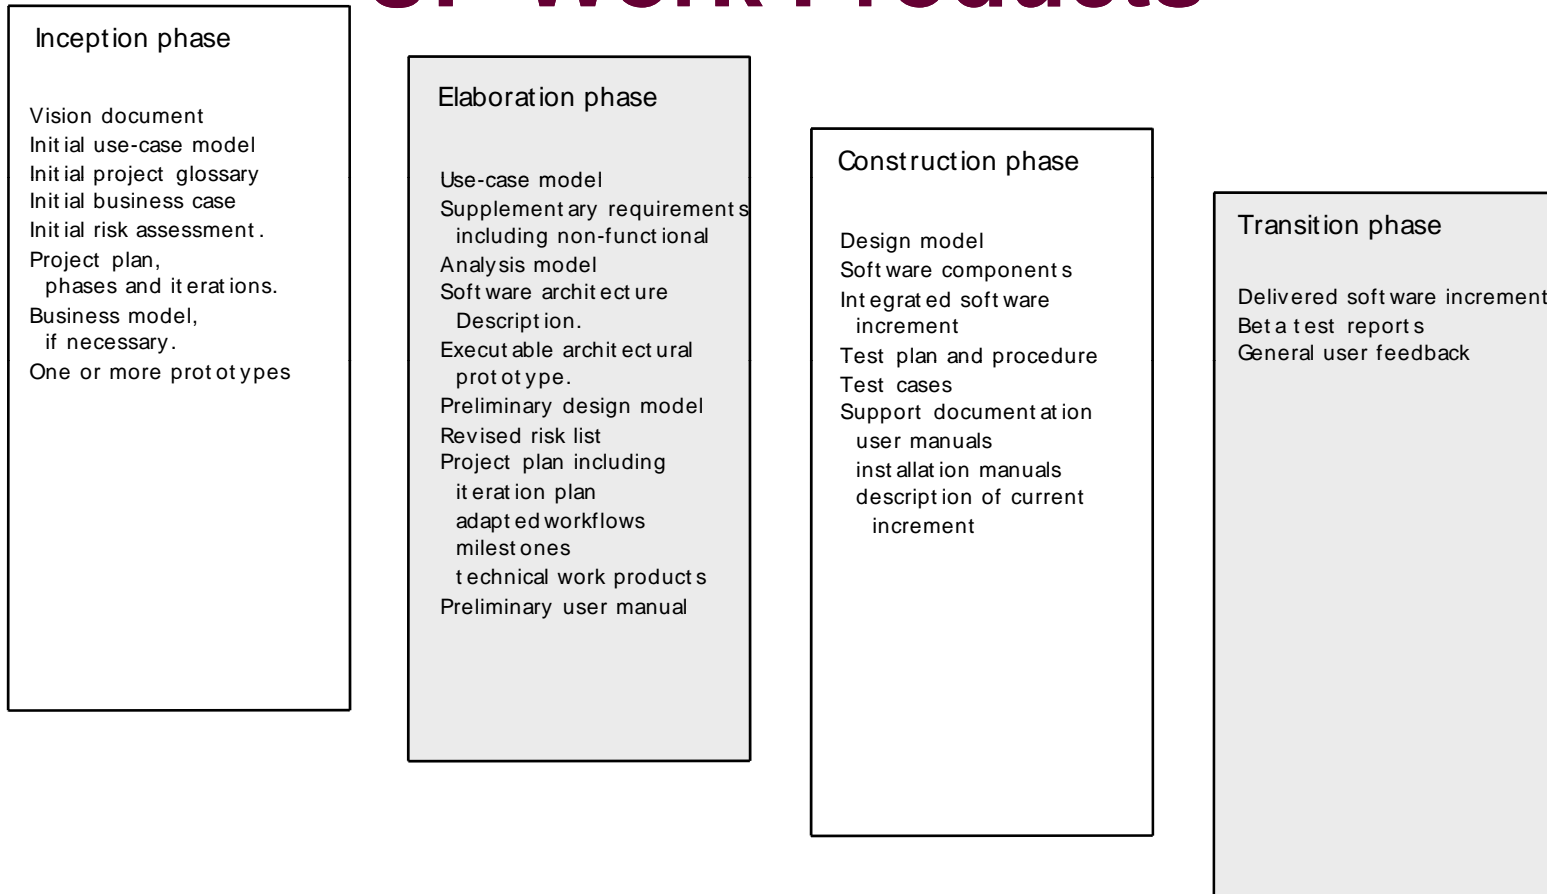 UP Work Products
Inception phase
Vision document
Initial use-case model
Initial project glossary
Initial business case
Initial risk assessment.
Project plan,
phases and iterations.
Business model,
if necessary.
One or more prototypes
Elaboration phase
Use-case model
Supplementary requirements
including non-functional
Analysis model
Software architecture
Description.
Executable architectural
prototype.
Preliminary design model
Revised risk list
Project plan including
iteration plan
adapted workflows
milestones
technical work products
Preliminary user manual
Construction phase
Design model
Software components
Integrated software
increment
Test plan and procedure
Test cases
Support documentation
user manuals
installation manuals
description of current
increment
Transition phase
Delivered software increment
Beta test reports
General user feedback